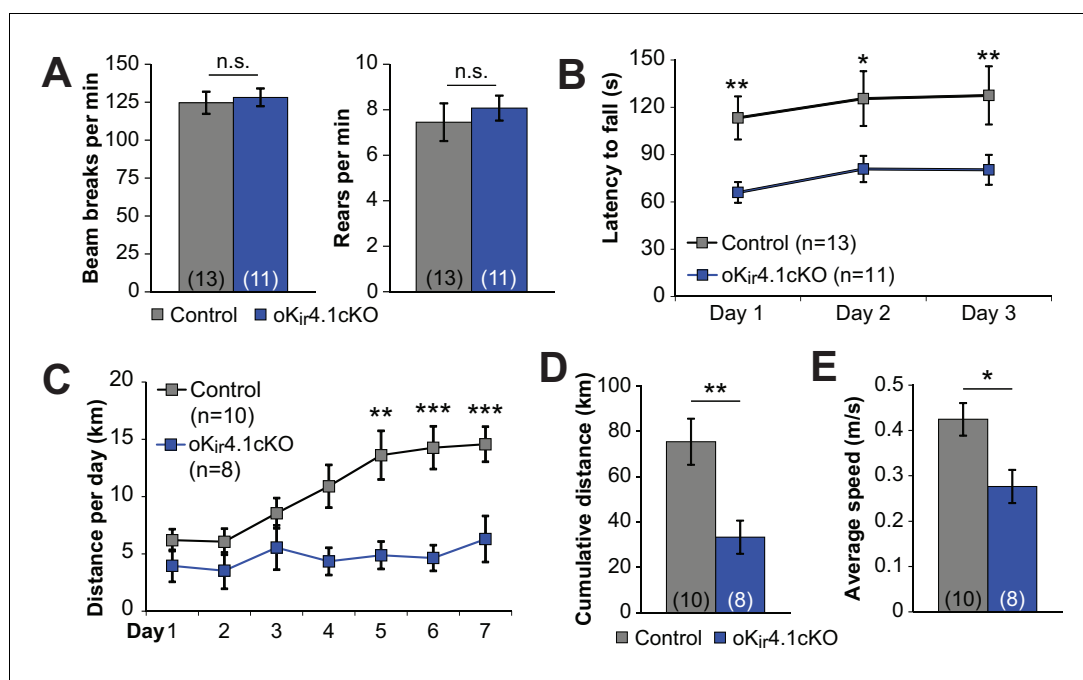 A
Beam breaks per min
150
125
100
75
50
25
0
n.s.
(13)
(11)
Rears per min
10
8
6
4
2
0
n.s.
(13)
(11)
Control oKir4.1cKO
B
Latency to fall (s)
150
120
90
60
30
0
**
*
**
Control (n=13)
oKir4.1cKO (n=11)
Day 1 Day 2 Day 3
C
Distance per day (km)
20
15
10
5
0
Control
(n=10)
oKir4.1cKO
(n=8)
** *** ***
Day 1 2 3 4 5 6 7
D
Cumulative distance (km)
100
80
60
40
20
0
**
(10)
(8)
Control oKir4.1cKO
E
Average speed (m/s)
0.5
0.4
0.3
0.2
0.1
0
*
(10)
(8)